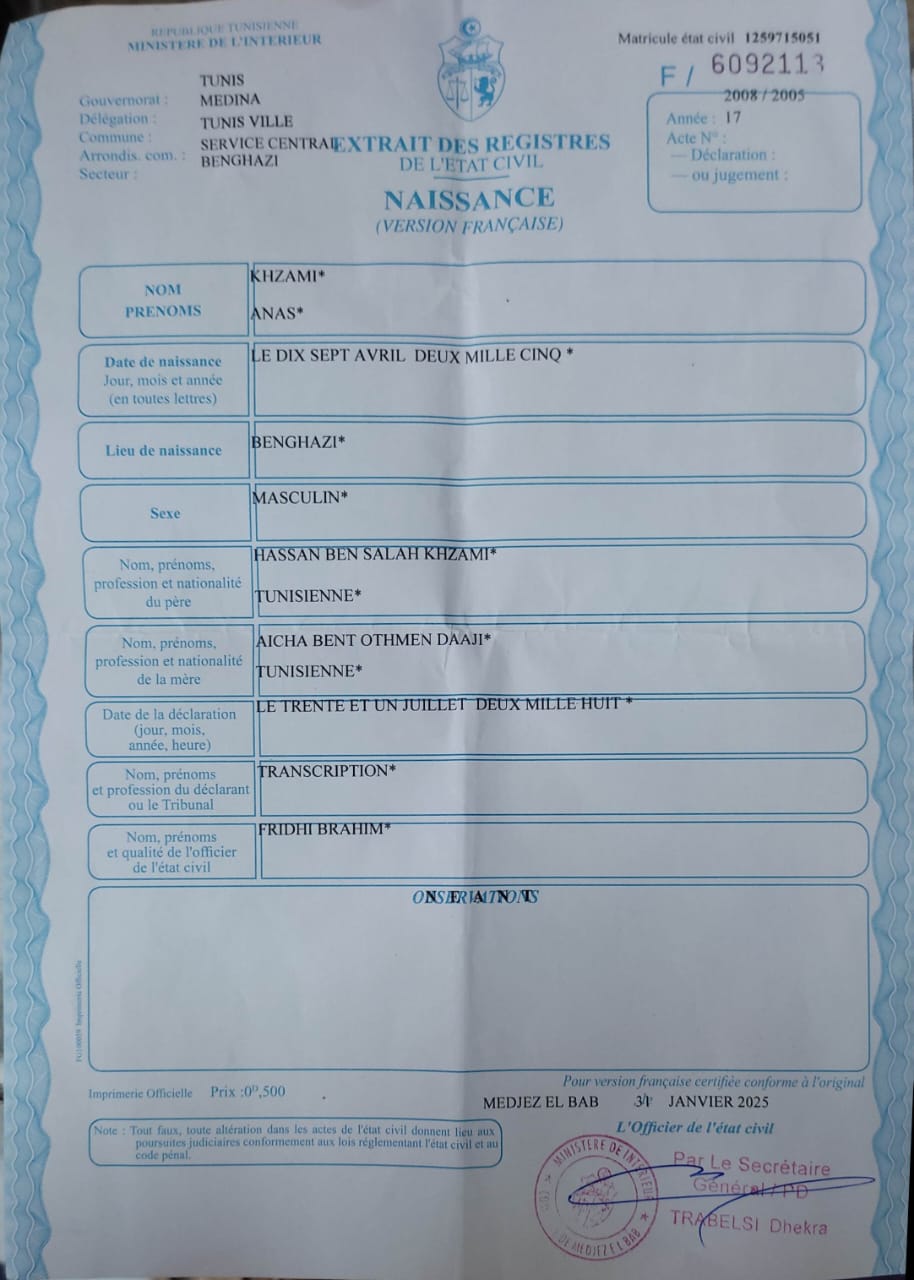 REPUBLIQUE TUNISIENNE
MINISTERE DE L'INTERIEUR
Matricule état civil 1259715051
F / 6092113
Gouvernorat : TUNIS
Délégation : MEDINA
Commune : TUNIS VILLE
Arrondis. com. : SERVICE CENTRAL
Secteur : BENGHAZI
2008 / 2005
Année : 17
Acte N° :
— Déclaration :
— ou jugement :
EXTRAIT DES REGISTRES
DE L'ETAT CIVIL
NAISSANCE
(VERSION FRANÇAISE)
NOM KHZAMI*
PRENOMS ANAS*
Date de naissance LE DIX SEPT AVRIL DEUX MILLE CINQ *
Jour, mois et année
(en toutes lettres)
Lieu de naissance BENGHAZI*
Sexe MASCULIN*
Nom, prénoms, HASSAN BEN SALAH KHZAMI*
profession et nationalité
du père TUNISIENNE*
Nom, prénoms, AICHA BENT OTHMEN DAAJI*
profession et nationalité
de la mère TUNISIENNE*
Date de la déclaration LE TRENTE ET UN JUILLET DEUX MILLE HUIT *
(jour, mois,
année, heure)
Nom, prénoms TRANSCRIPTION*
et profession du déclarant
ou le Tribunal
Nom, prénoms FRIDHI BRAHIM*
et qualité de l'officier
de l'état civil
OBSERVATIONS
N E A N T
Imprimerie Officielle Prix :0ᴰ,500
Pour version française certifiée conforme à l'original
MEDJEZ EL BAB 31 JANVIER 2025
L'Officier de l'état civil
Note : Tout faux, toute altération dans les actes de l'état civil donnent lieu aux
poursuites judiciaires conformement aux lois réglementant l'état civil et au
code pénal.
MINISTERE DE L'INTERIEUR
DE MEDJEZ EL BAB
Par Le Secrétaire
Général / PD
TRABELSI Dhekra